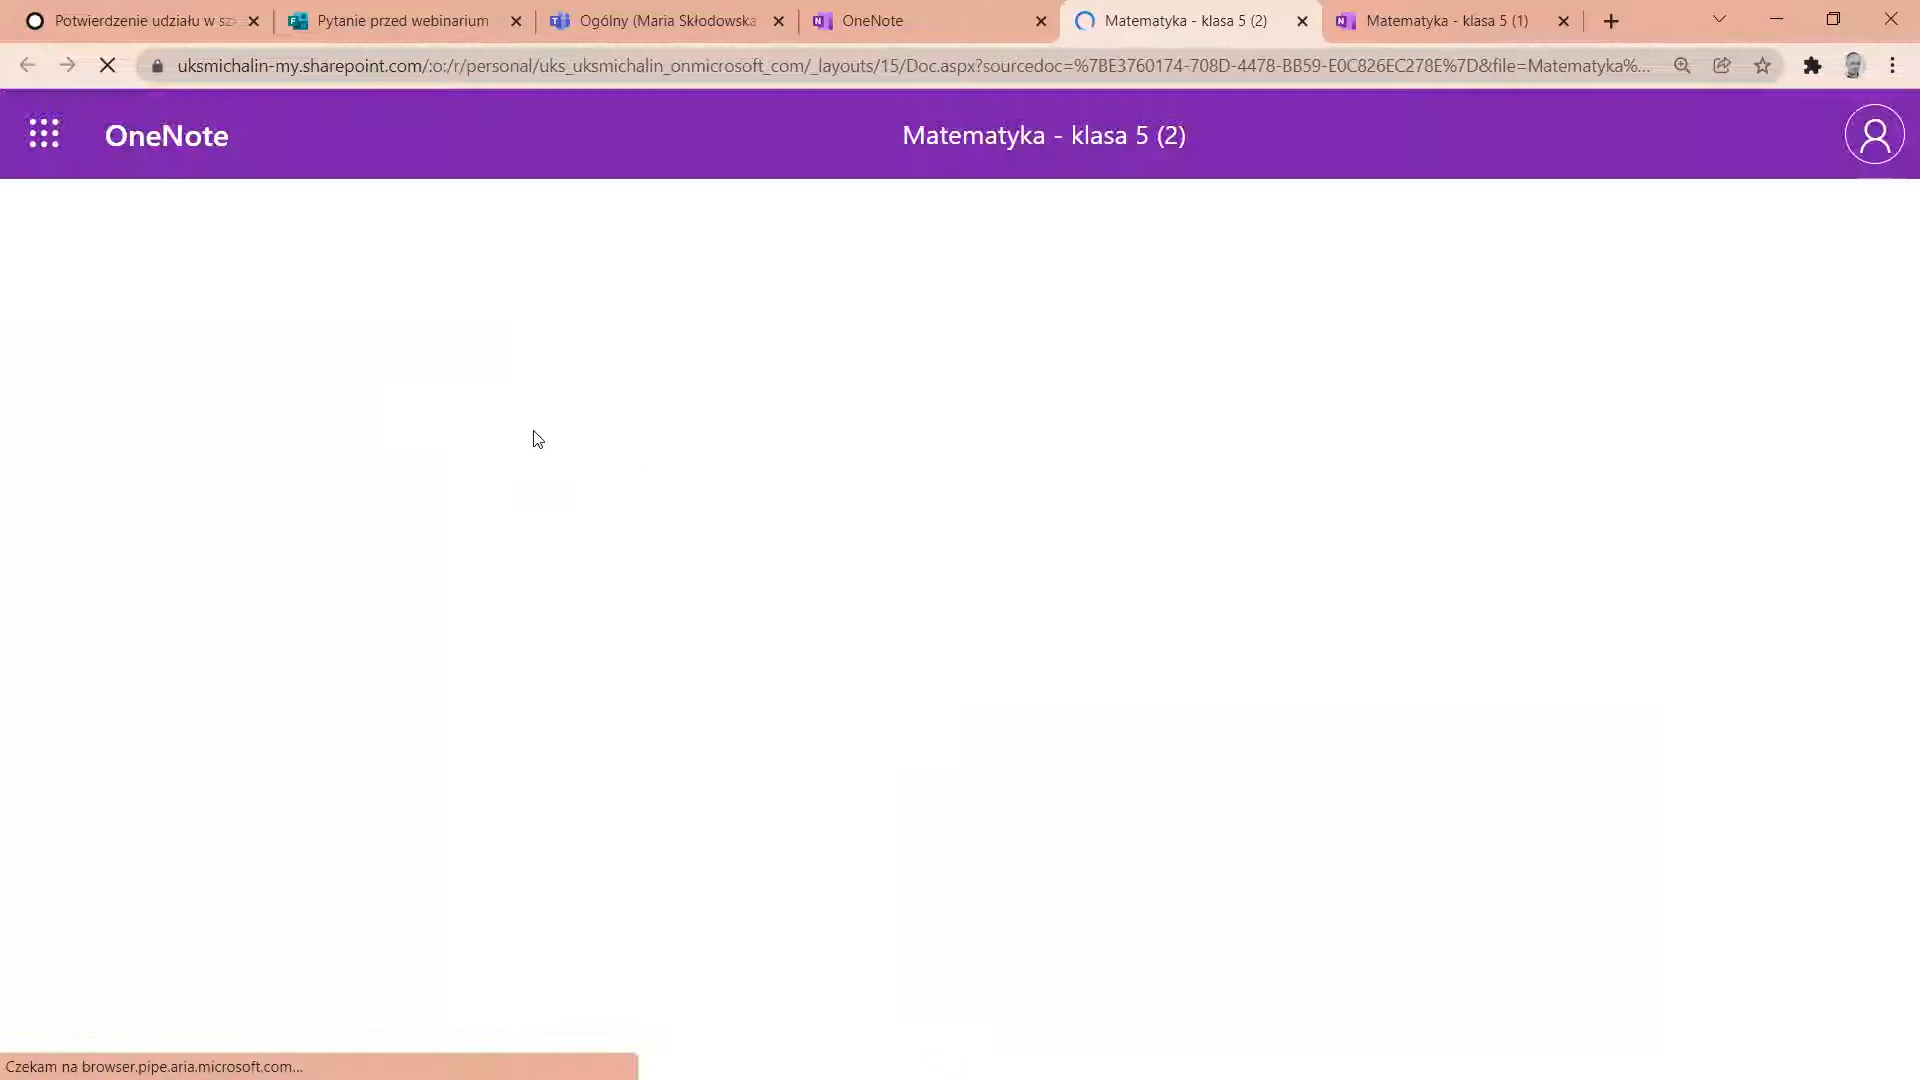 Potwierdzenie udziału w sz
Pytanie przed webinarium
Ogólny (Maria Skłodowska
OneNote
Matematyka - klasa 5 (2)
Matematyka - klasa 5 (1)
uksmichalin-my.sharepoint.com/:o:/r/personal/uks_uksmichalin_onmicrosoft_com/_layouts/15/Doc.aspx?sourcedoc=%7BE3760174-708D-4478-BB59-E0C826EC278E%7D&file=Matematyka%...
OneNote
Matematyka - klasa 5 (2)
Czekam na browser.pipe.aria.microsoft.com...